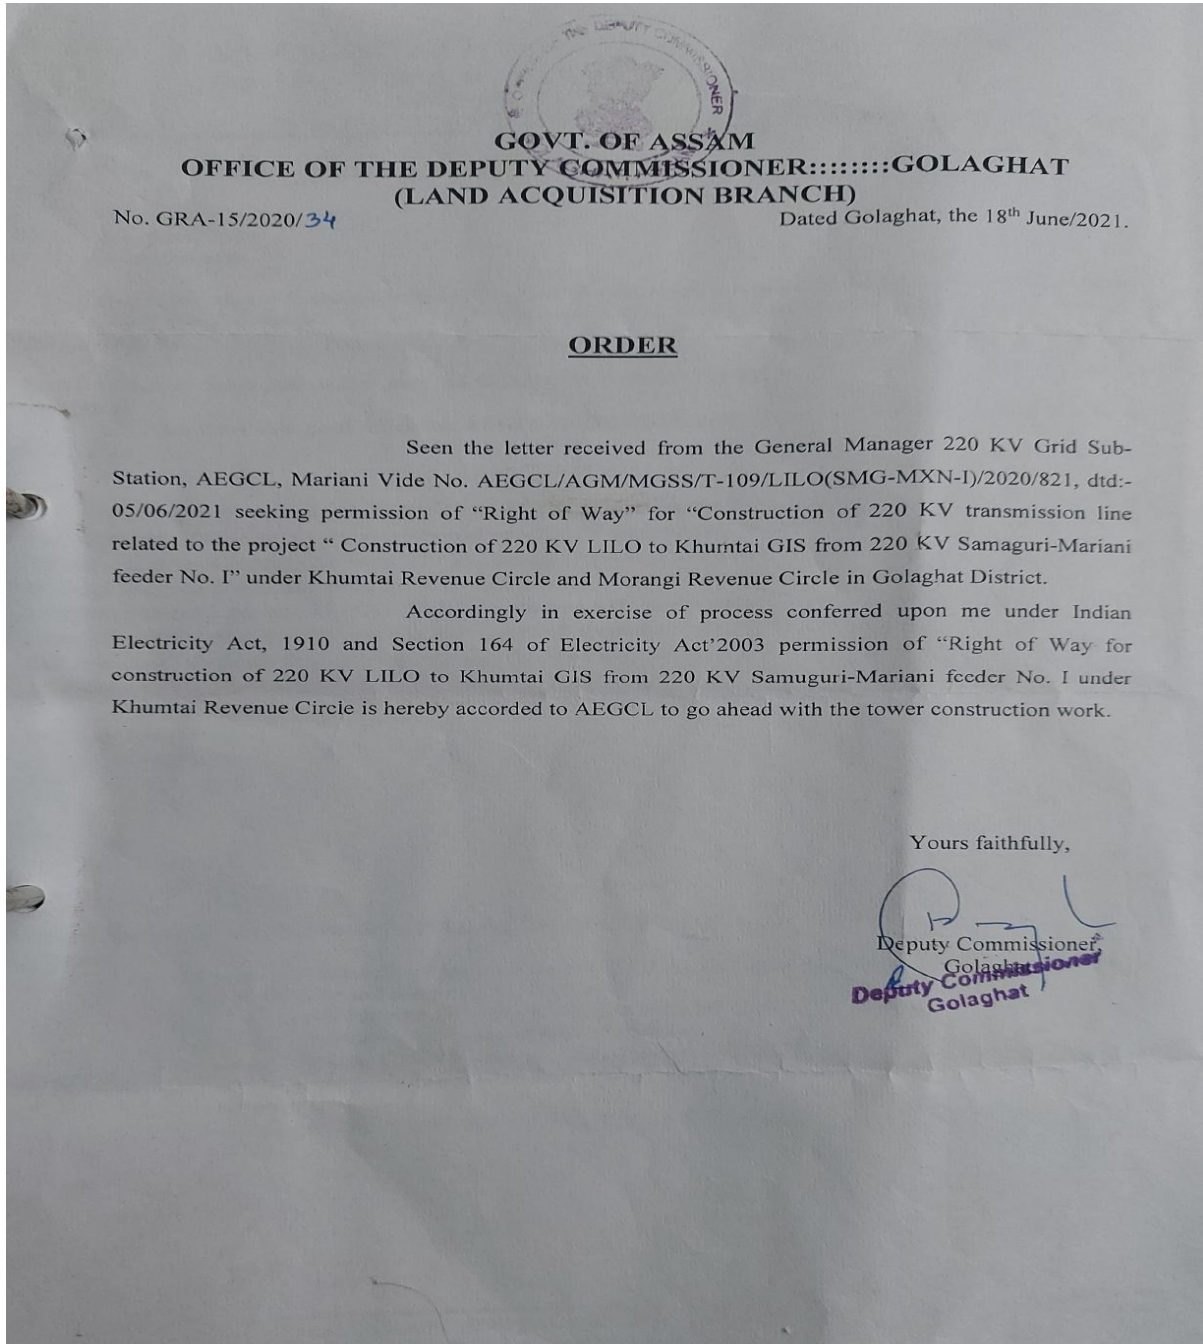 THE DEPUTY COMMISSIONER
GOVT. OF ASSAM
OFFICE OF THE DEPUTY COMMISSIONER::::::::GOLAGHAT
(LAND ACQUISITION BRANCH)
No. GRA-15/2020/34 Dated Golaghat, the 18th June/2021.
ORDER
Seen the letter received from the General Manager 220 KV Grid Sub-
Station, AEGCL, Mariani Vide No. AEGCL/AGM/MGSS/T-109/LILO(SMG-MXN-I)/2020/821, dtd:-
05/06/2021 seeking permission of “Right of Way” for “Construction of 220 KV transmission line
related to the project “ Construction of 220 KV LILO to Khumtai GIS from 220 KV Samaguri-Mariani
feeder No. I” under Khumtai Revenue Circle and Morangi Revenue Circle in Golaghat District.
Accordingly in exercise of process conferred upon me under Indian
Electricity Act, 1910 and Section 164 of Electricity Act’2003 permission of “Right of Way for
construction of 220 KV LILO to Khumtai GIS from 220 KV Samuguri-Mariani feeder No. I under
Khumtai Revenue Circle is hereby accorded to AEGCL to go ahead with the tower construction work.
Yours faithfully,
Deputy Commissioner,
Golaghat
Deputy Commissioner
Golaghat